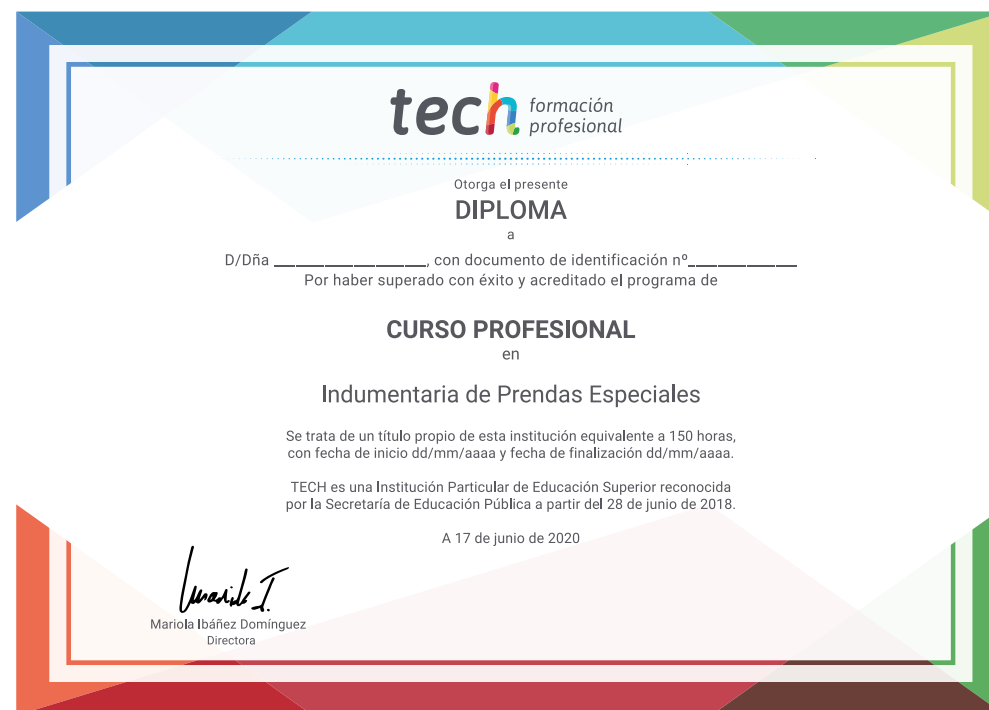 tech formación
profesional
Otorga el presente
DIPLOMA
a
D/Dña ____________________, con documento de identificación nº______________
Por haber superado con éxito y acreditado el programa de
CURSO PROFESIONAL
en
Indumentaria de Prendas Especiales
Se trata de un título propio de esta institución equivalente a 150 horas,
con fecha de inicio dd/mm/aaaa y fecha de finalización dd/mm/aaaa.
TECH es una Institución Particular de Educación Superior reconocida
por la Secretaría de Educación Pública a partir del 28 de junio de 2018.
A 17 de junio de 2020
Mariola Ibáñez Domínguez
Directora